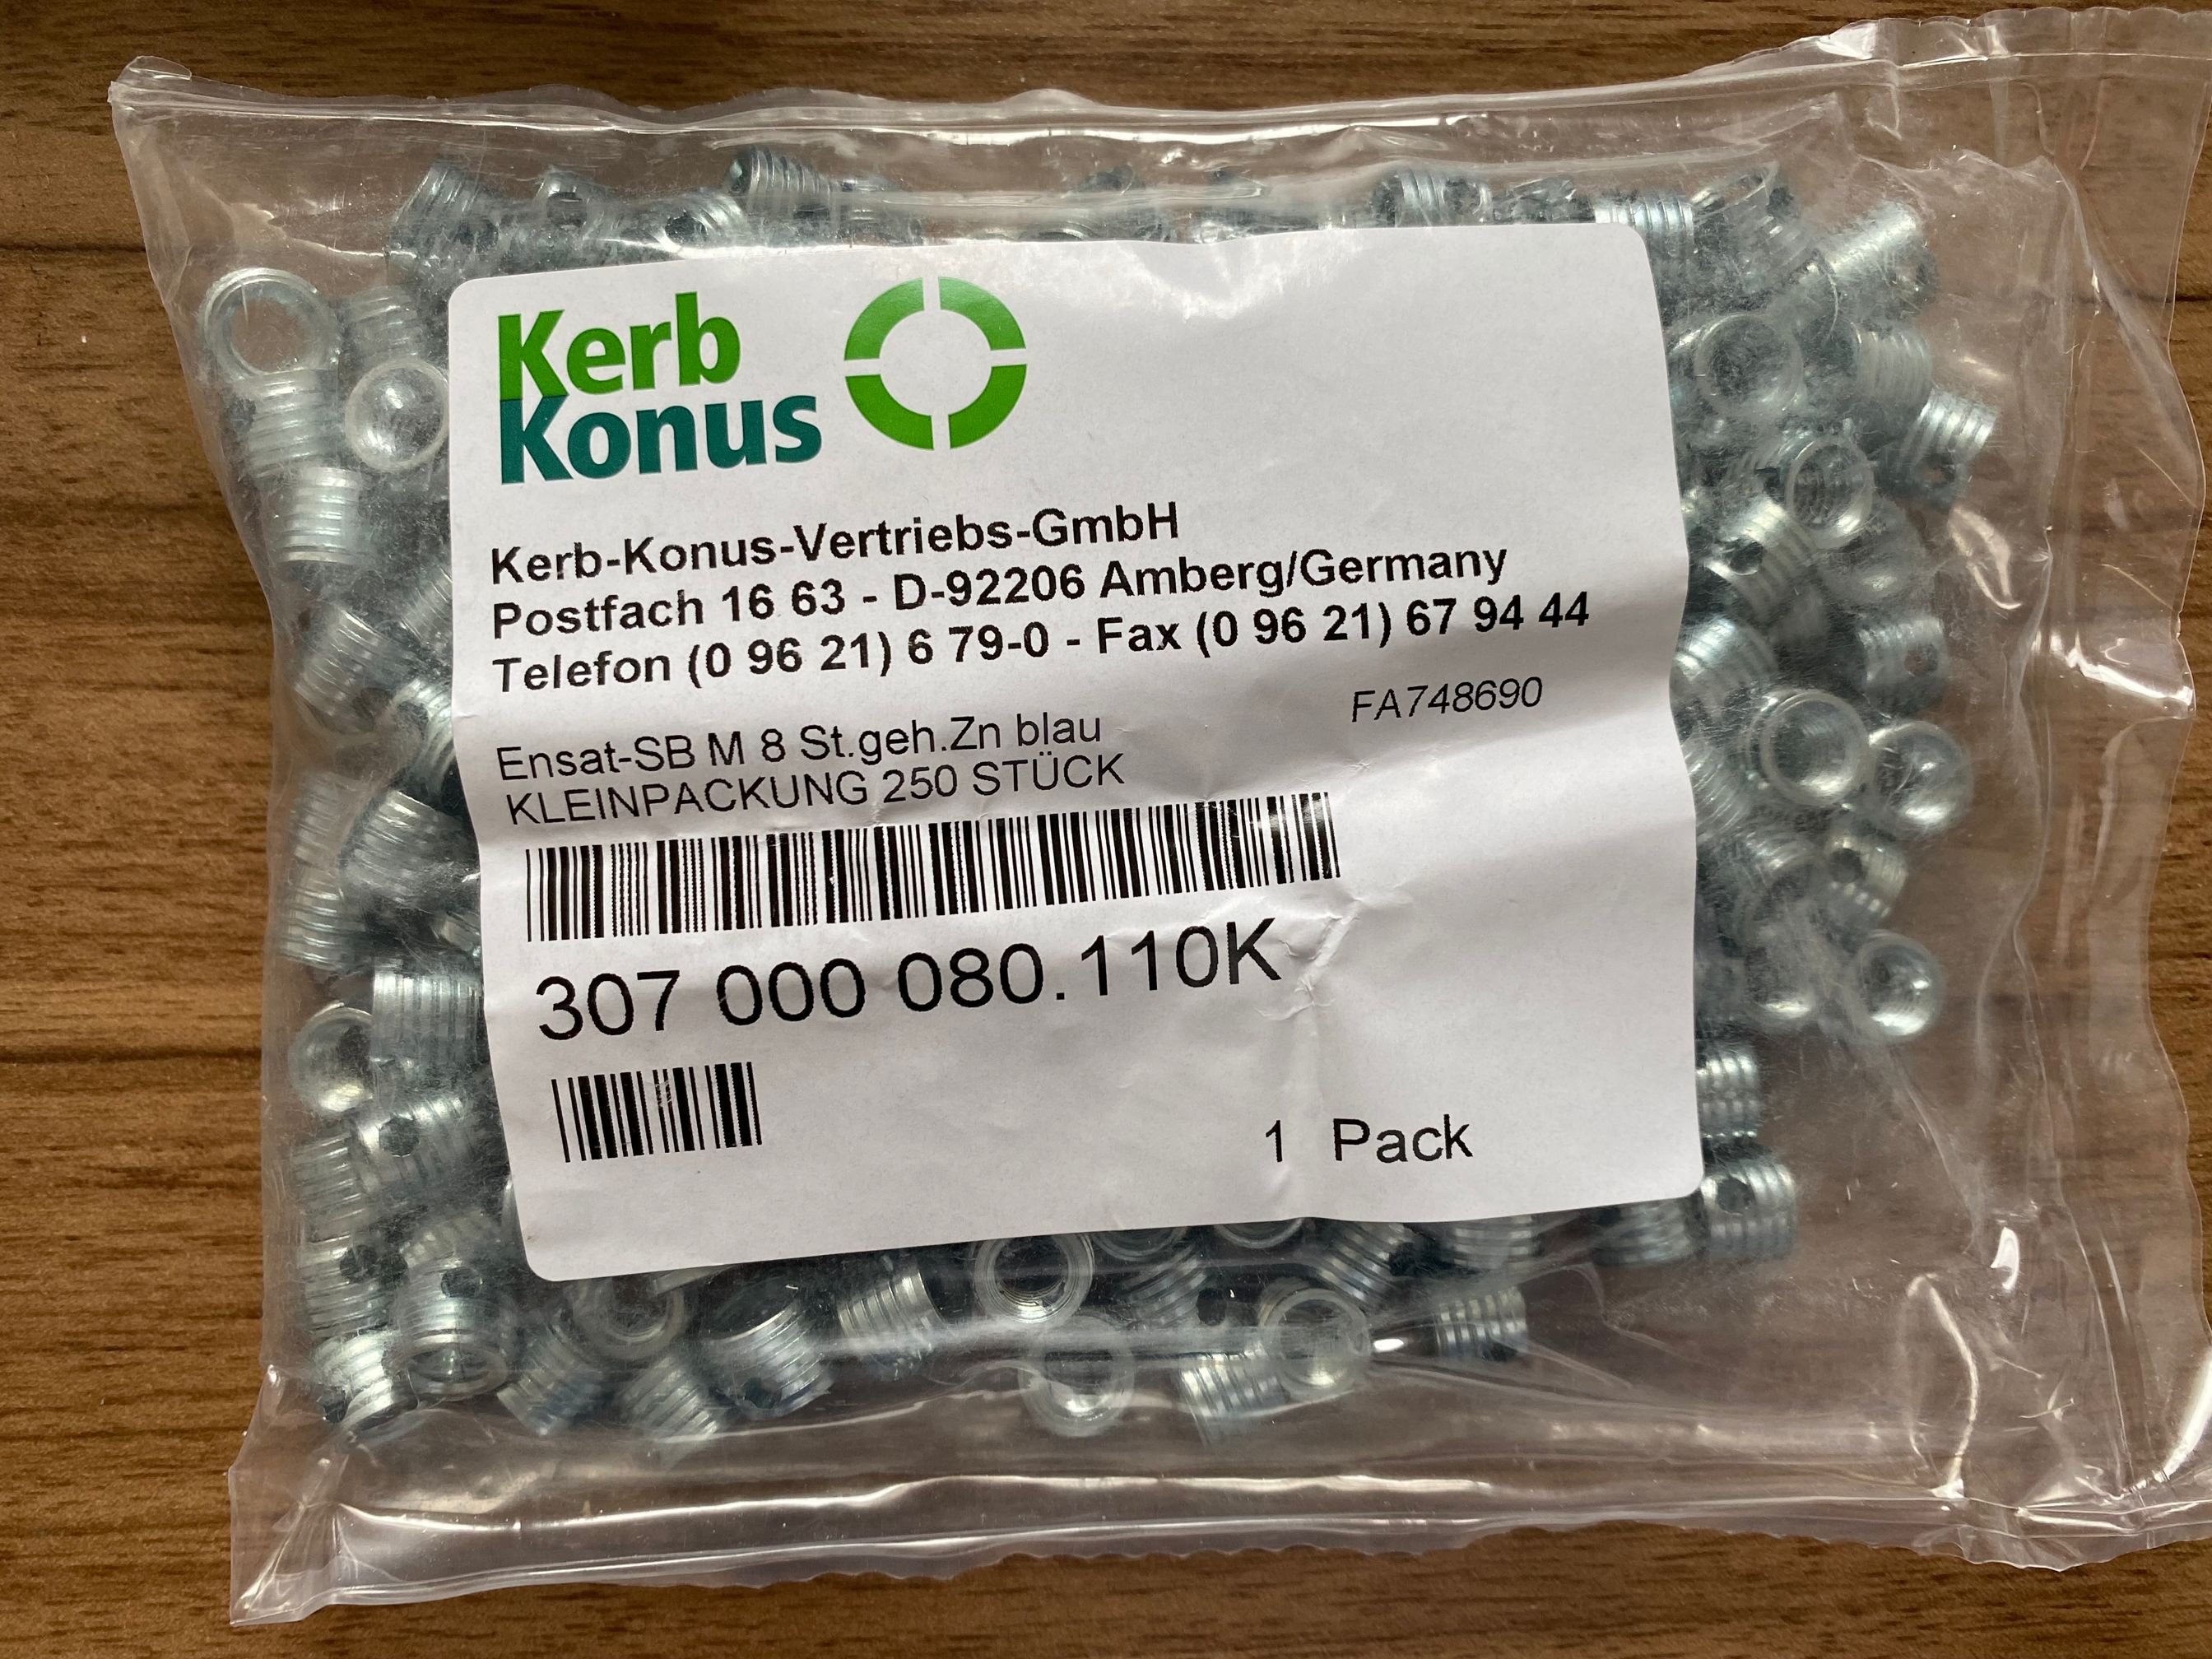 Kerb
Konus
Kerb-Konus-Vertriebs-GmbH
Postfach 16 63 - D-92206 Amberg/Germany
Telefon (0 96 21) 6 79-0 - Fax (0 96 21) 67 94 44
FA748690
Ensat-SB M 8 St.geh.Zn blau
KLEINPACKUNG 250 STÜCK
307 000 080.110K
1 Pack